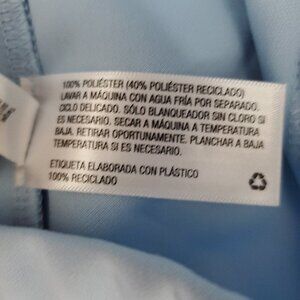 100% POLIÉSTER (40% POLIÉSTER RECICLADO)
LAVAR A MÁQUINA CON AGUA FRÍA POR SEPARADO.
CICLO DELICADO. SÓLO BLANQUEADOR SIN CLORO SI
ES NECESARIO. SECAR A MÁQUINA A TEMPERATURA
BAJA. RETIRAR OPORTUNAMENTE. PLANCHAR A BAJA
TEMPERATURA SI ES NECESARIO.
ETIQUETA ELABORADA CON PLÁSTICO
100% RECICLADO